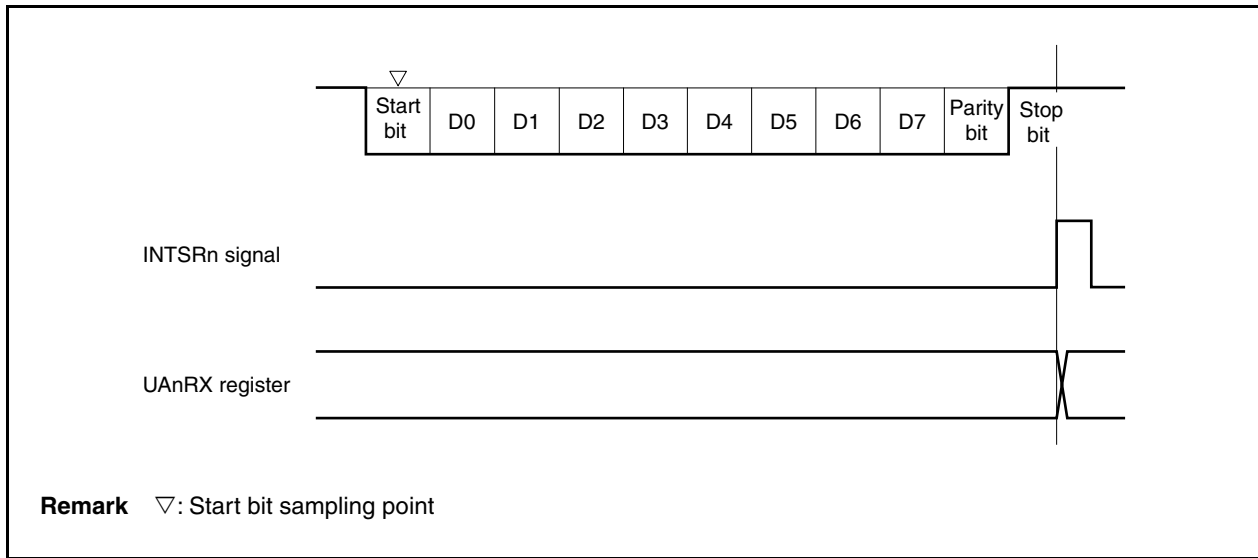 Start bit D0 D1 D2 D3 D4 D5 D6 D7 Parity bit Stop bit
INTSRn signal
UAnRX register
Remark ▽: Start bit sampling point